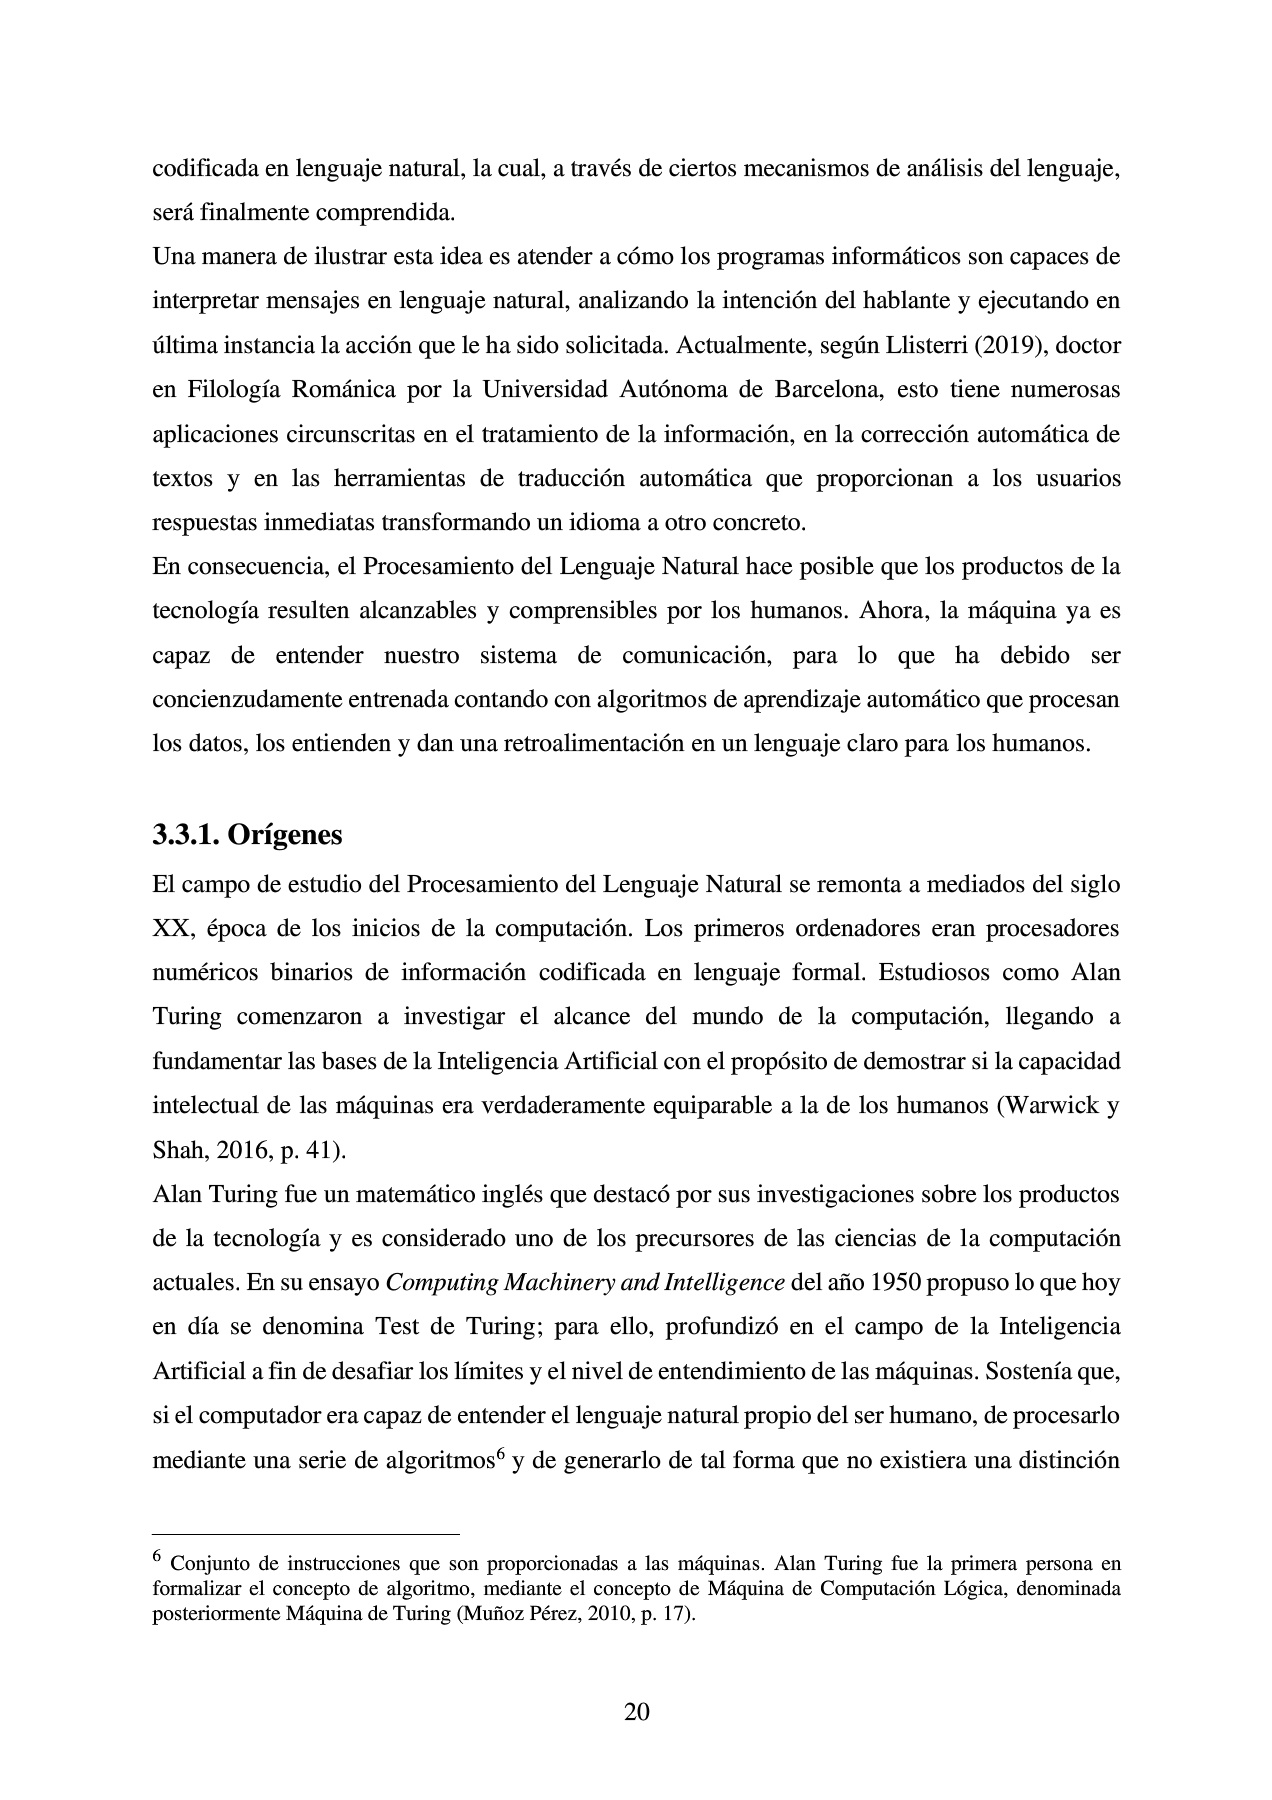 codificada en lenguaje natural, la cual, a través de ciertos mecanismos de análisis del lenguaje,
será finalmente comprendida.
Una manera de ilustrar esta idea es atender a cómo los programas informáticos son capaces de
interpretar mensajes en lenguaje natural, analizando la intención del hablante y ejecutando en
última instancia la acción que le ha sido solicitada. Actualmente, según Llisterri (2019), doctor
en Filología Románica por la Universidad Autónoma de Barcelona, esto tiene numerosas
aplicaciones circunscritas en el tratamiento de la información, en la corrección automática de
textos y en las herramientas de traducción automática que proporcionan a los usuarios
respuestas inmediatas transformando un idioma a otro concreto.
En consecuencia, el Procesamiento del Lenguaje Natural hace posible que los productos de la
tecnología resulten alcanzables y comprensibles por los humanos. Ahora, la máquina ya es
capaz de entender nuestro sistema de comunicación, para lo que ha debido ser
concienzudamente entrenada contando con algoritmos de aprendizaje automático que procesan
los datos, los entienden y dan una retroalimentación en un lenguaje claro para los humanos.
3.3.1. Orígenes
El campo de estudio del Procesamiento del Lenguaje Natural se remonta a mediados del siglo
XX, época de los inicios de la computación. Los primeros ordenadores eran procesadores
numéricos binarios de información codificada en lenguaje formal. Estudiosos como Alan
Turing comenzaron a investigar el alcance del mundo de la computación, llegando a
fundamentar las bases de la Inteligencia Artificial con el propósito de demostrar si la capacidad
intelectual de las máquinas era verdaderamente equiparable a la de los humanos (Warwick y
Shah, 2016, p. 41).
Alan Turing fue un matemático inglés que destacó por sus investigaciones sobre los productos
de la tecnología y es considerado uno de los precursores de las ciencias de la computación
actuales. En su ensayo Computing Machinery and Intelligence del año 1950 propuso lo que hoy
en día se denomina Test de Turing; para ello, profundizó en el campo de la Inteligencia
Artificial a fin de desafiar los límites y el nivel de entendimiento de las máquinas. Sostenía que,
si el computador era capaz de entender el lenguaje natural propio del ser humano, de procesarlo
mediante una serie de algoritmos6 y de generarlo de tal forma que no existiera una distinción
6 Conjunto de instrucciones que son proporcionadas a las máquinas. Alan Turing fue la primera persona en
formalizar el concepto de algoritmo, mediante el concepto de Máquina de Computación Lógica, denominada
posteriormente Máquina de Turing (Muñoz Pérez, 2010, p. 17).
20